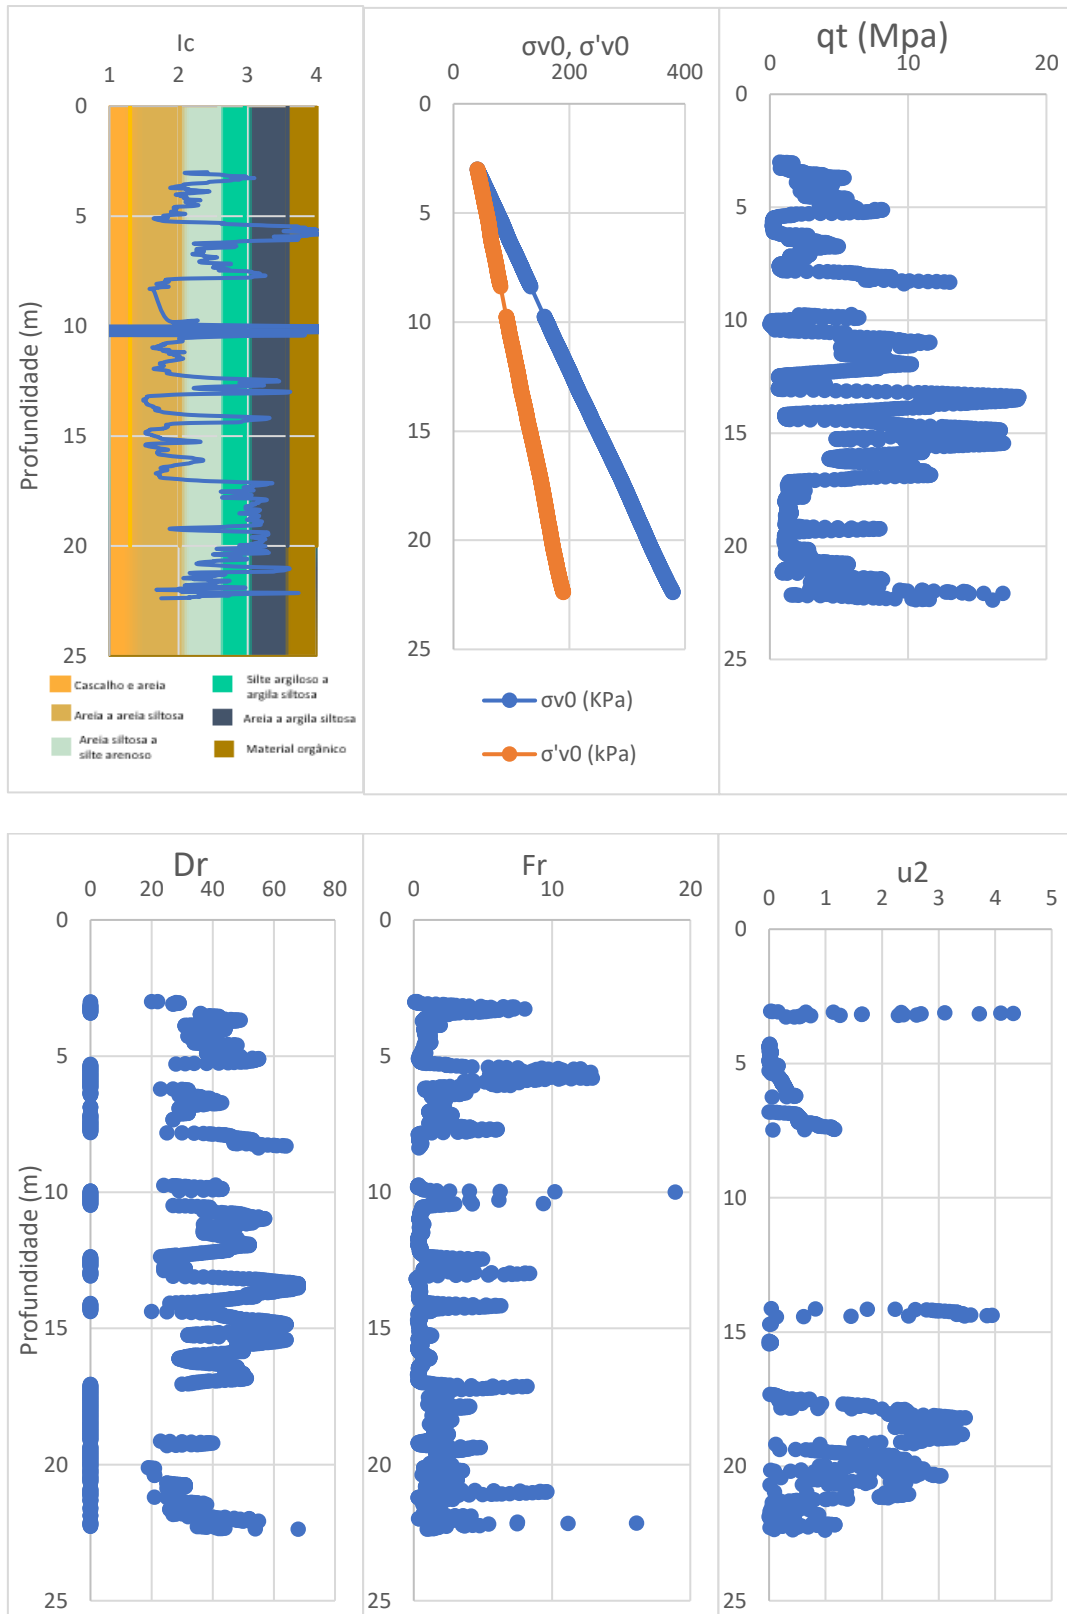 Ic
1 2 3 4
0
5
10
15
20
25
Profundidade (m)
Cascalho e areia
Areia a areia siltosa
Areia siltosa a
silte arenoso
Silte argiloso a
argila siltosa
Areia a argila siltosa
Material orgânico
σv0, σ'v0
0 200 400
0
5
10
15
20
25
σv0 (KPa)
σ'v0 (kPa)
qt (Mpa)
0 10 20
0
5
10
15
20
25
Dr
0 20 40 60 80
0
5
10
15
20
25
Profundidade (m)
Fr
0 10 20
0
5
10
15
20
25
u2
0 1 2 3 4 5
0
5
10
15
20
25